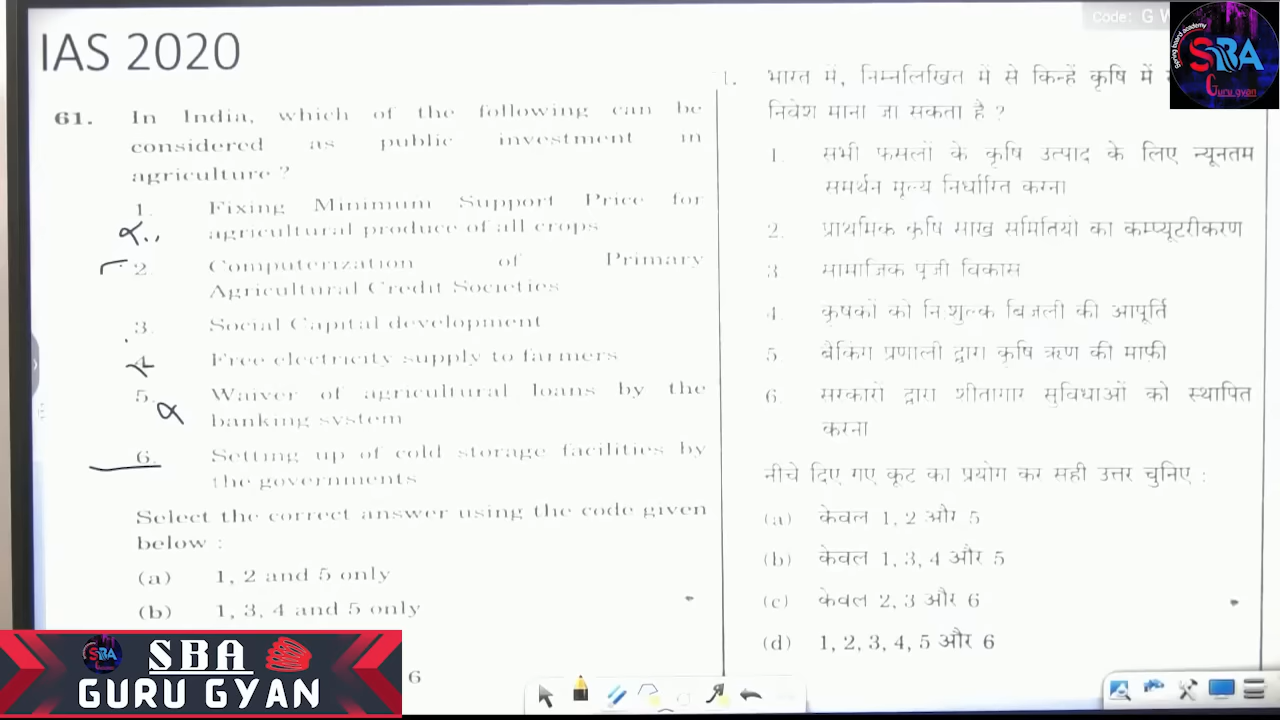 IAS 2020
Code: G
61. In India, which of the following can be
considered as public investment in
agriculture ?
1. Fixing Minimum Support Price for
agricultural produce of all crops
2. Computerization of Primary
Agricultural Credit Societies
3. Social Capital development
4. Free electricity supply to farmers
5. Waiver of agricultural loans by the
banking system
6. Setting up of cold storage facilities by
the governments
Select the correct answer using the code given
below :
(a) 1, 2 and 5 only
(b) 1, 3, 4 and 5 only
6
1. भारत में, निम्नलिखित में से किन्हें कृषि में
निवेश माना जा सकता है ?
1. सभी फसलों के कृषि उत्पाद के लिए न्यूनतम
समर्थन मूल्य निर्धारित करना
2. प्राथमिक कृषि साख समितियों का कम्प्यूटरीकरण
3 सामाजिक पूंजी विकास
4. कृषकों को नि:शुल्क बिजली की आपूर्ति
5 बैंकिंग प्रणाली द्वारा कृषि ऋण की माफी
6. सरकारों द्वारा शीतागार सुविधाओं को स्थापित
करना
नीचे दिए गए कूट का प्रयोग कर सही उत्तर चुनिए :
(a) केवल 1, 2 और 5
(b) केवल 1, 3, 4 और 5
(c) केवल 2, 3 और 6
(d) 1, 2, 3, 4, 5 और 6
SBA
Guru gyan
SBA
SBA
GURU GYAN